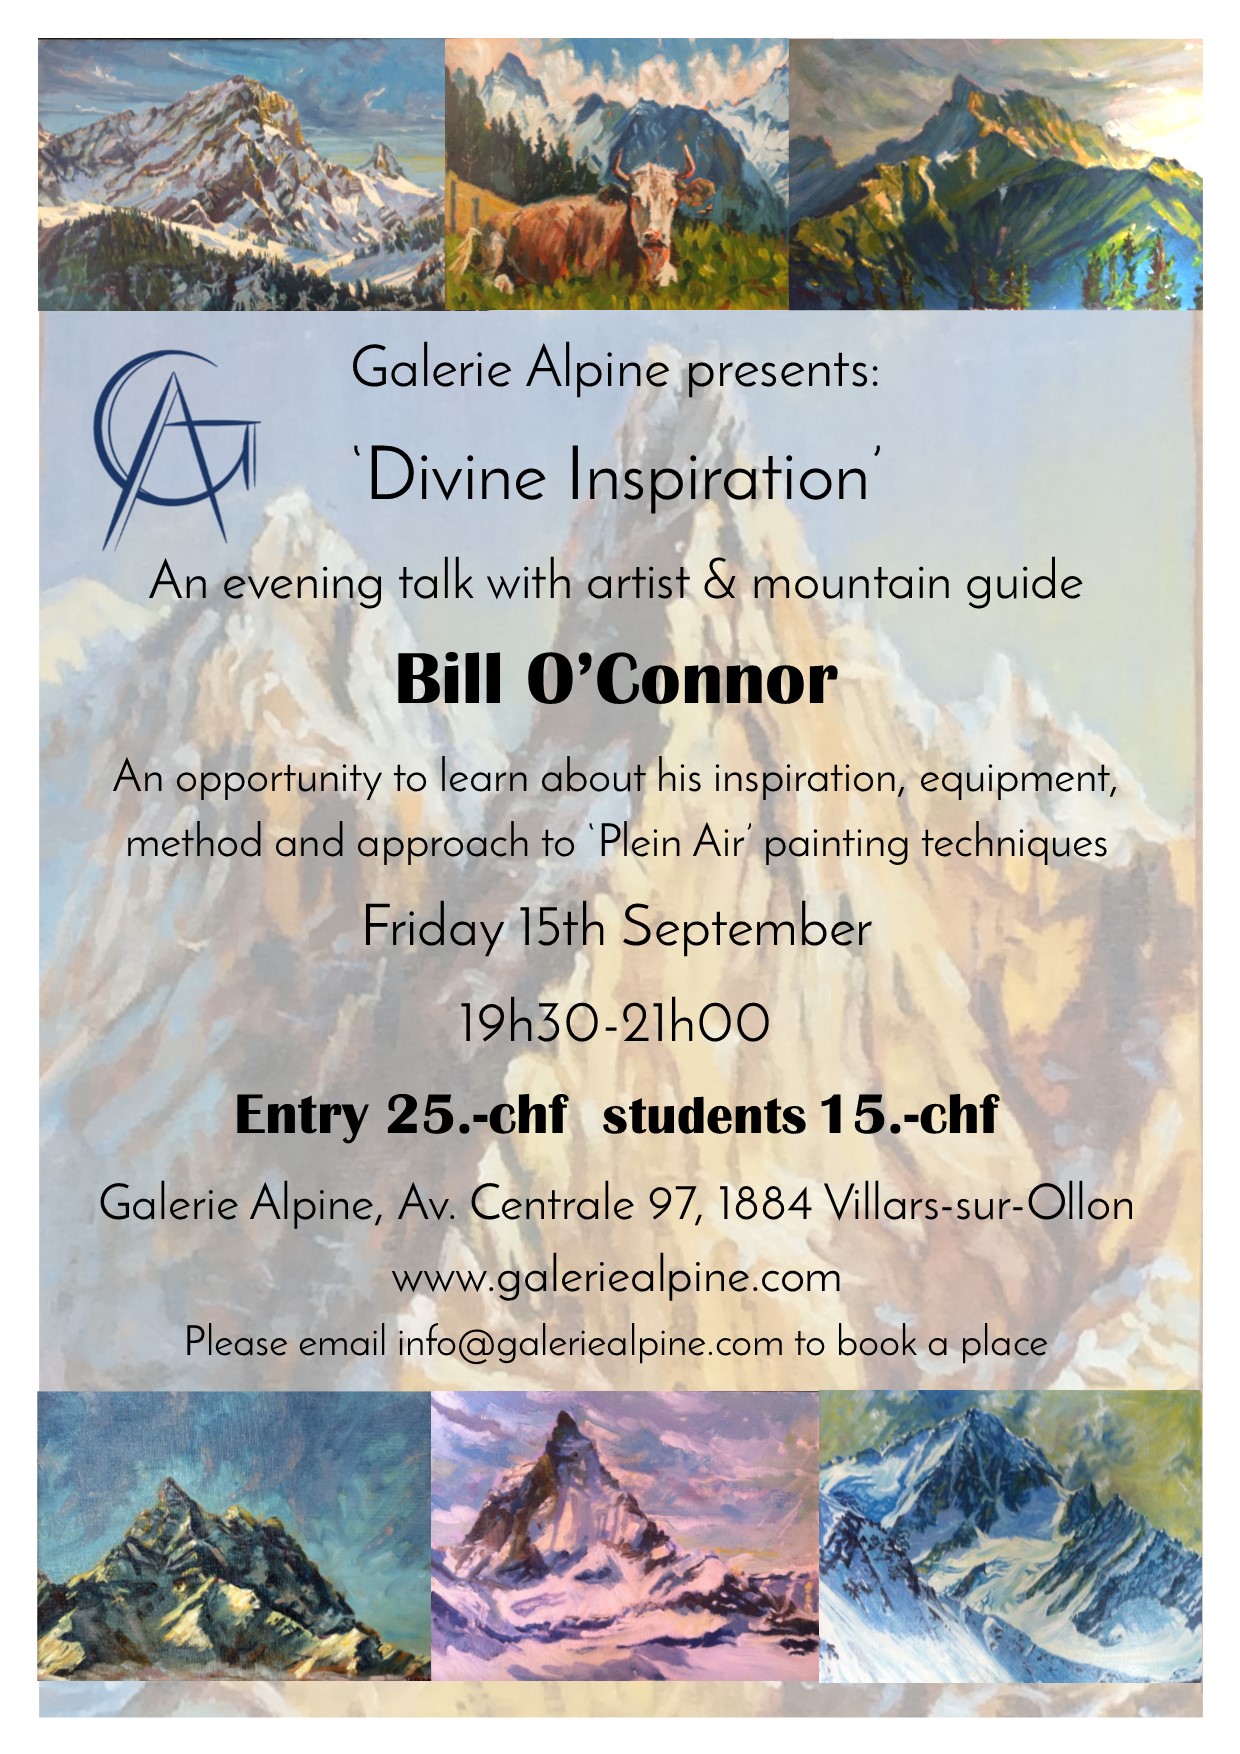 GA
Galerie Alpine presents:
‘Divine Inspiration’
An evening talk with artist & mountain guide
Bill O’Connor
An opportunity to learn about his inspiration, equipment,
method and approach to ‘Plein Air’ painting techniques
Friday 15th September
19h30-21h00
Entry 25.-chf students 15.-chf
Galerie Alpine, Av. Centrale 97, 1884 Villars-sur-Ollon
www.galeriealpine.com
Please email info@galeriealpine.com to book a place